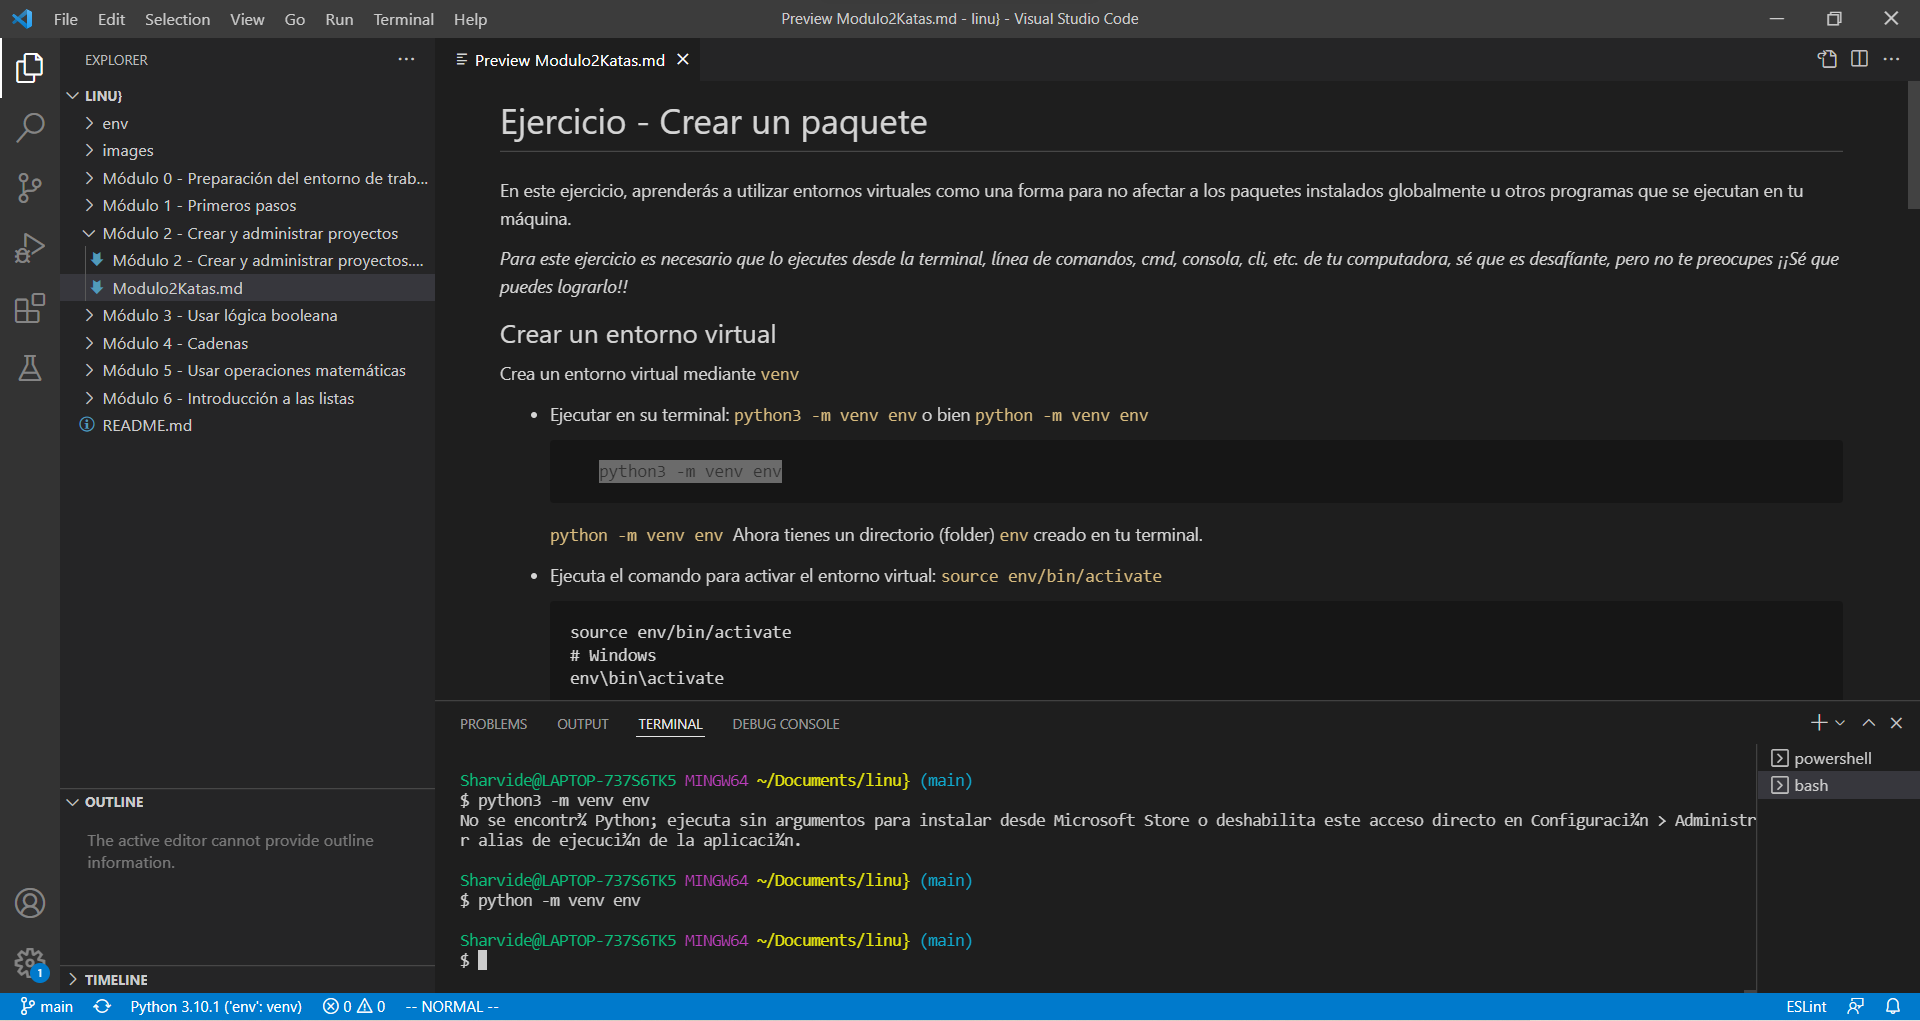 File Edit Selection View Go Run Terminal Help
Preview Modulo2Katas.md - linu} - Visual Studio Code
EXPLORER
LINU}
env
images
Módulo 0 - Preparación del entorno de trab...
Módulo 1 - Primeros pasos
Módulo 2 - Crear y administrar proyectos
Módulo 2 - Crear y administrar proyectos....
Modulo2Katas.md
Módulo 3 - Usar lógica booleana
Módulo 4 - Cadenas
Módulo 5 - Usar operaciones matemáticas
Módulo 6 - Introducción a las listas
README.md
OUTLINE
The active editor cannot provide outline
information.
TIMELINE
Preview Modulo2Katas.md
Ejercicio - Crear un paquete
En este ejercicio, aprenderás a utilizar entornos virtuales como una forma para no afectar a los paquetes instalados globalmente u otros programas que se ejecutan en tu
máquina.
Para este ejercicio es necesario que lo ejecutes desde la terminal, línea de comandos, cmd, consola, cli, etc. de tu computadora, sé que es desafíante, pero no te preocupes ¡¡Sé que
puedes lograrlo!!
Crear un entorno virtual
Crea un entorno virtual mediante venv
• Ejecutar en su terminal: python3 -m venv env o bien python -m venv env
python3 -m venv env
python -m venv env Ahora tienes un directorio (folder) env creado en tu terminal.
• Ejecuta el comando para activar el entorno virtual: source env/bin/activate
source env/bin/activate
# Windows
env\bin\activate
PROBLEMS OUTPUT TERMINAL DEBUG CONSOLE
Sharvide@LAPTOP-737S6TK5 MINGW64 ~/Documents/linu} (main)
$ python3 -m venv env
No se encontr¾ Python; ejecuta sin argumentos para instalar desde Microsoft Store o deshabilita este acceso directo en Configuraci¾n > Administr
r alias de ejecuci¾n de la aplicaci¾n.
Sharvide@LAPTOP-737S6TK5 MINGW64 ~/Documents/linu} (main)
$ python -m venv env
Sharvide@LAPTOP-737S6TK5 MINGW64 ~/Documents/linu} (main)
$
powershell
bash
1
main Python 3.10.1 ('env': venv) 0 0 -- NORMAL --
ESLint